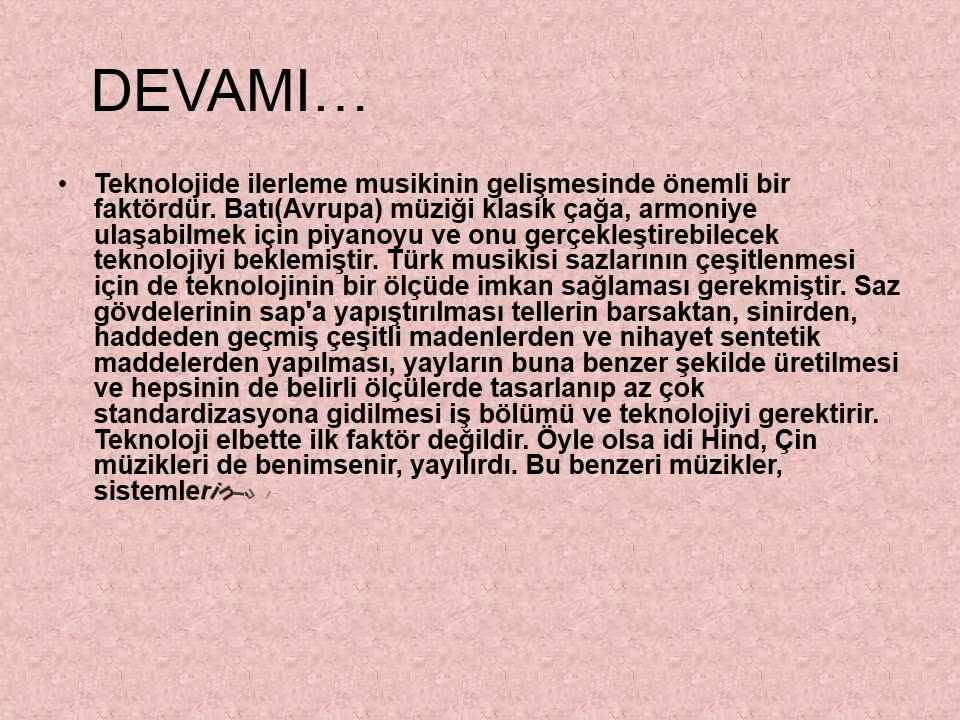 DEVAMI…
• Teknolojide ilerleme musikinin gelişmesinde önemli bir
faktördür. Batı(Avrupa) müziği klasik çağa, armoniye
ulaşabilmek için piyanoyu ve onu gerçekleştirebilecek
teknolojiyi beklemiştir. Türk musikisi sazlarının çeşitlenmesi
için de teknolojinin bir ölçüde imkan sağlaması gerekmiştir. Saz
gövdelerinin sap'a yapıştırılması tellerin barsaktan, sinirden,
haddeden geçmiş çeşitli madenlerden ve nihayet sentetik
maddelerden yapılması, yayların buna benzer şekilde üretilmesi
ve hepsinin de belirli ölçülerde tasarlanıp az çok
standardizasyona gidilmesi iş bölümü ve teknolojiyi gerektirir.
Teknoloji elbette ilk faktör değildir. Öyle olsa idi Hind, Çin
müzikleri de benimsenir, yayılırdı. Bu benzeri müzikler,